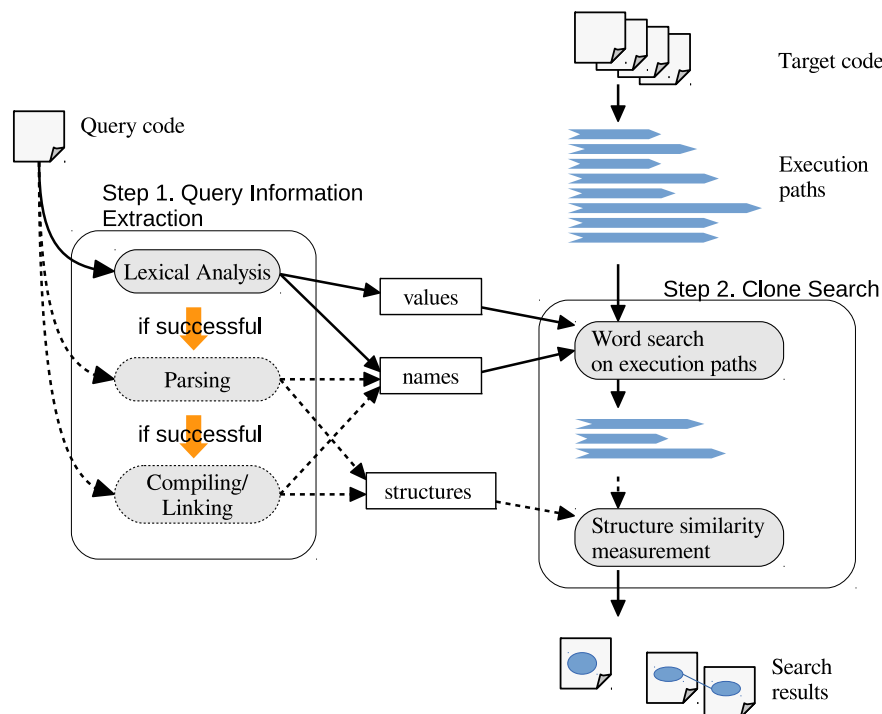 Target code
Query code
Execution
paths
Step 1. Query Information
Extraction
Lexical Analysis
values
Step 2. Clone Search
if successful
Word search
on execution paths
Parsing
names
if successful
Compiling/
Linking
structures
Structure similarity
measurement
Search
results